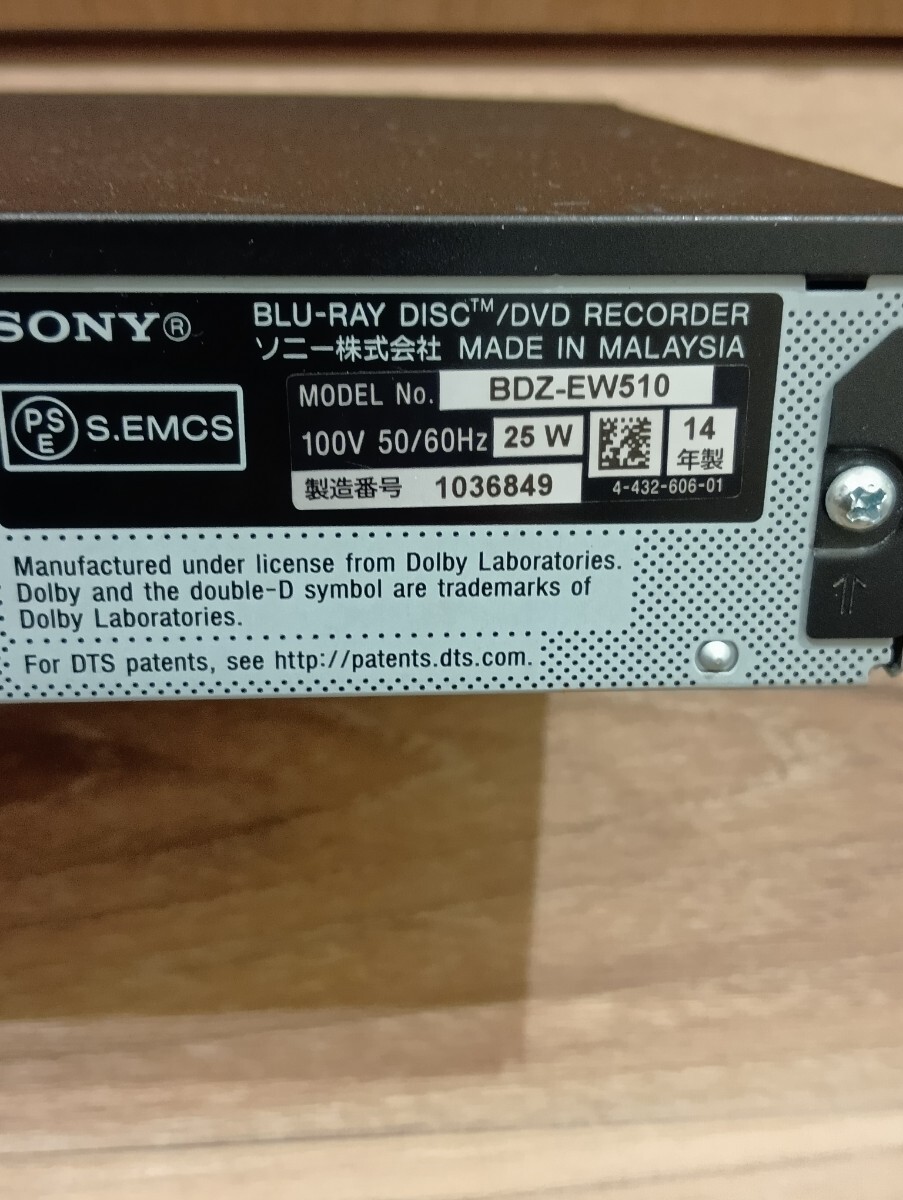 SONY®
BLU-RAY DISC™/DVD RECORDER
ソニー株式会社 MADE IN MALAYSIA
PSE S.EMCS
MODEL No. BDZ-EW510
100V 50/60Hz 25 W 14年製
製造番号 1036849 4-432-606-01
Manufactured under license from Dolby Laboratories.
Dolby and the double-D symbol are trademarks of
Dolby Laboratories.
For DTS patents, see http://patents.dts.com.